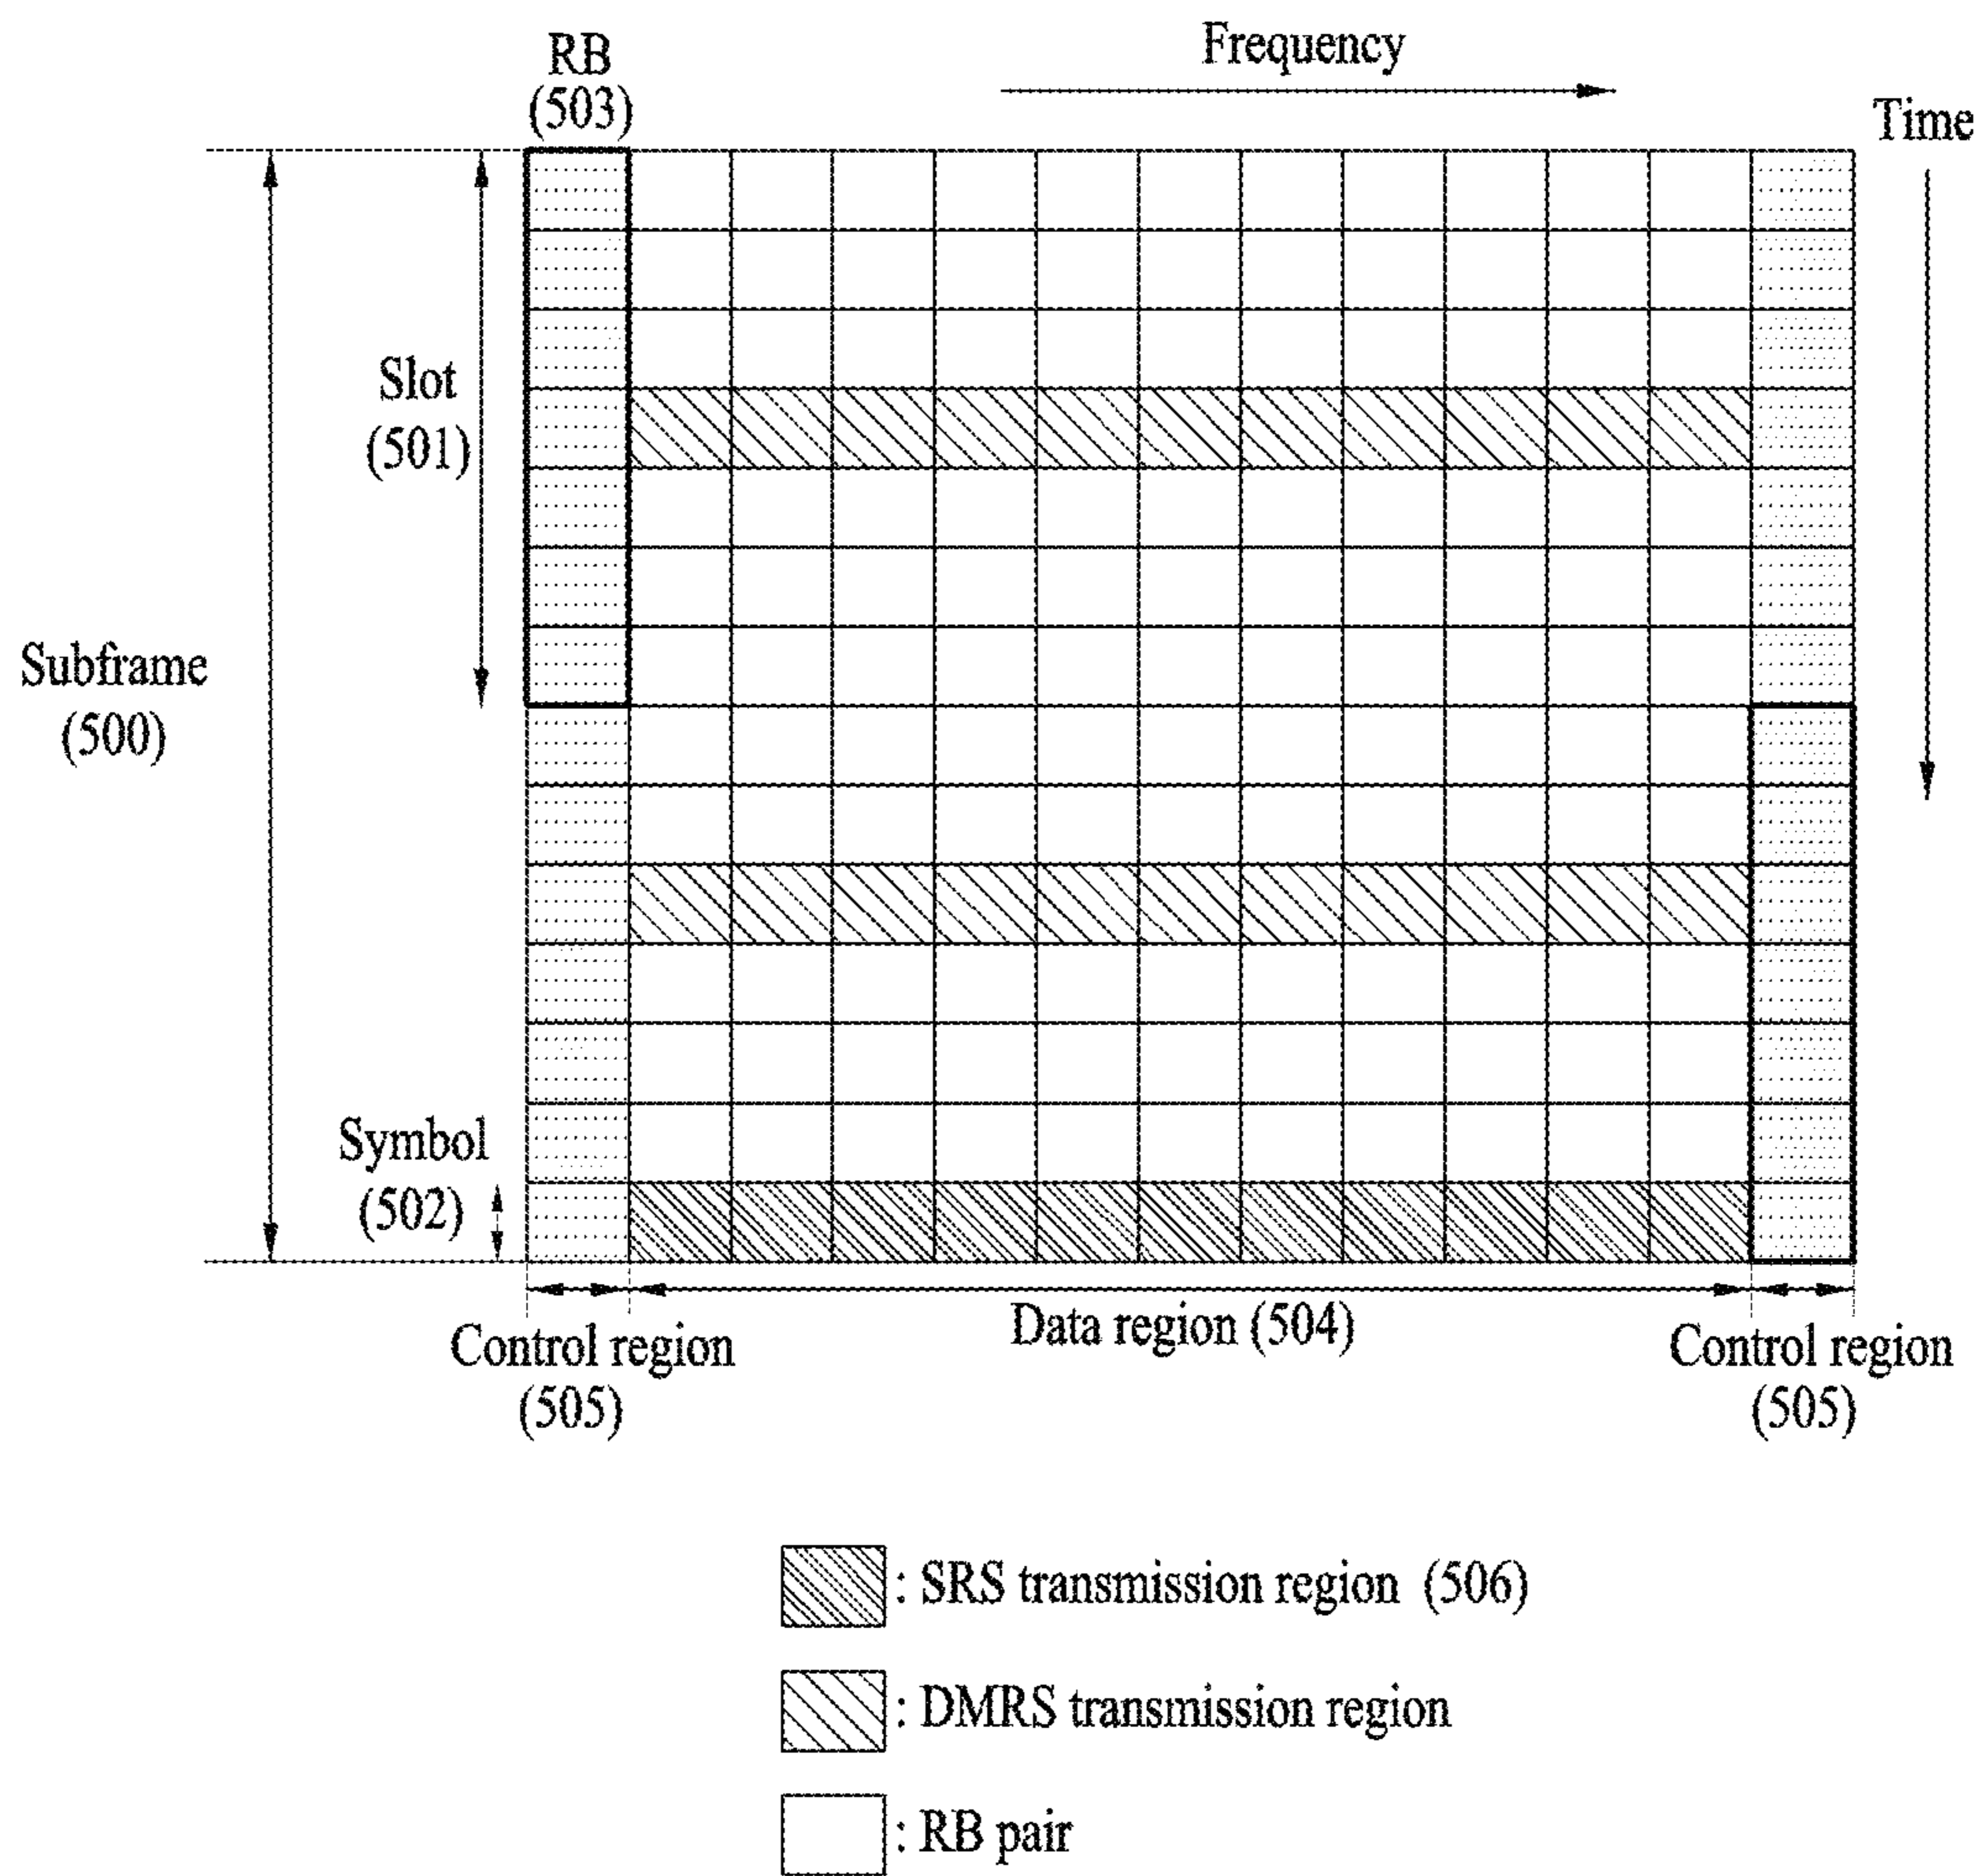 RB
(503)
Frequency
Time
Slot
(501)
Subframe
(500)
Symbol
(502)
Data region (504)
Control region
(505)
Control region
(505)
: SRS transmission region (506)
: DMRS transmission region
: RB pair